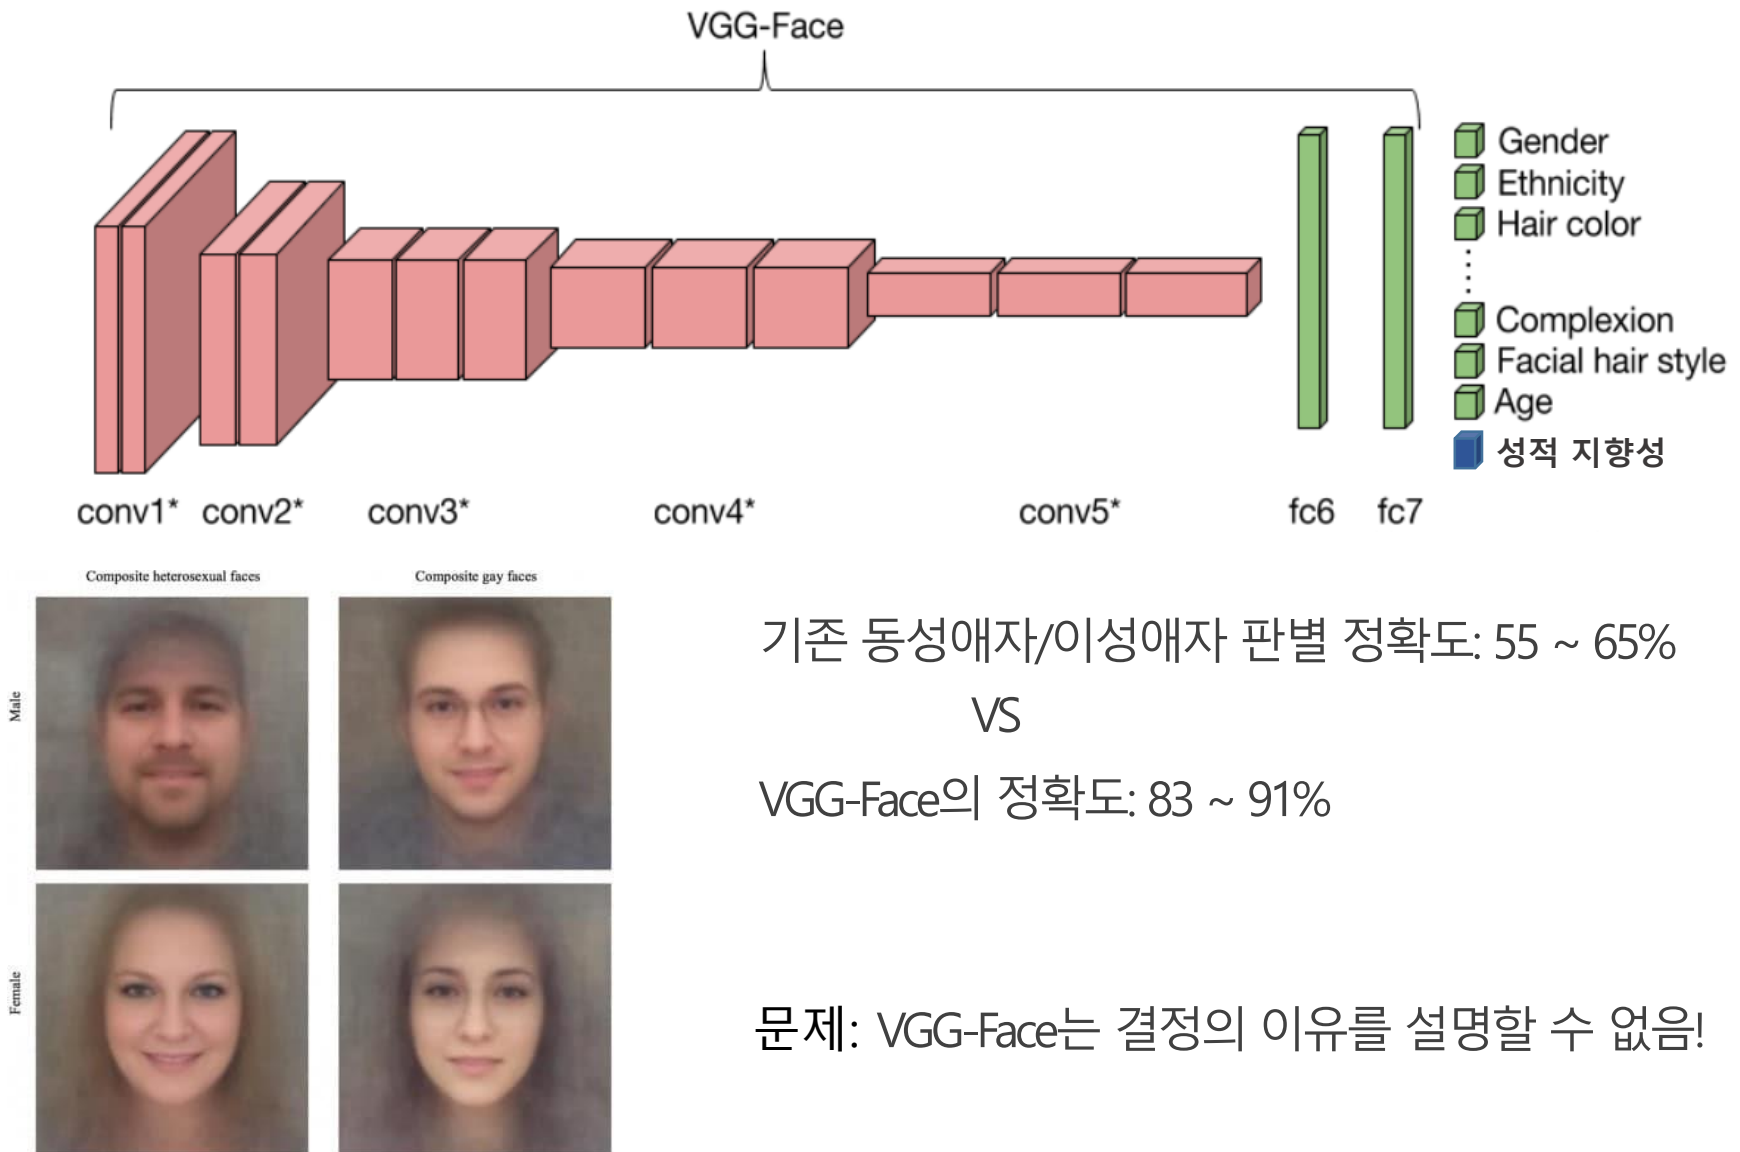 VGG-Face
Gender
Ethnicity
Hair color
Complexion
Facial hair style
Age
성적 지향성
conv1* conv2* conv3* conv4* conv5* fc6 fc7
Composite heterosexual faces
Composite gay faces
Male
Female
기존 동성애자/이성애자 판별 정확도: 55 ~ 65%
VS
VGG-Face의 정확도: 83 ~ 91%
문제: VGG-Face는 결정의 이유를 설명할 수 없음!